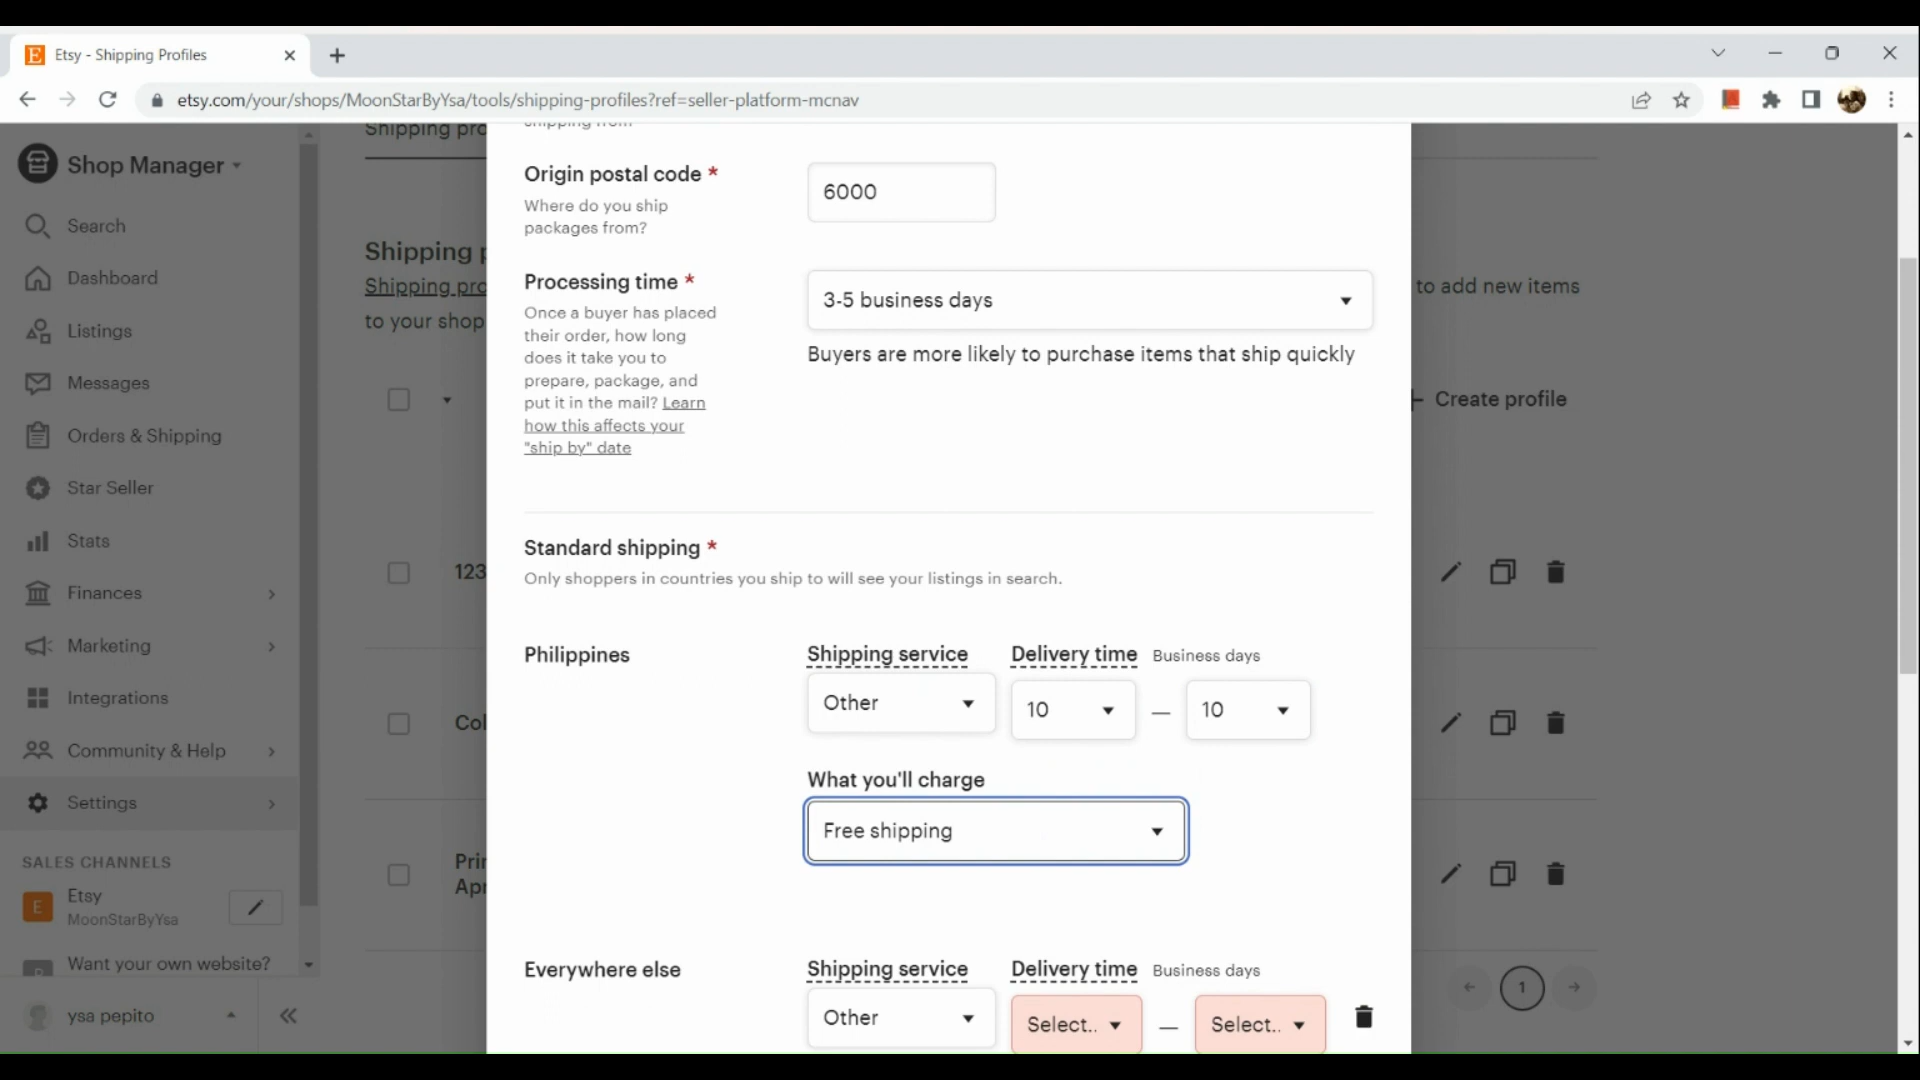 Etsy - Shipping Profiles
etsy.com/your/shops/MoonStarByYsa/tools/shipping-profiles?ref=seller-platform-mcnav
Shop Manager
Search
Dashboard
Listings
Messages
Orders & Shipping
Star Seller
Stats
Finances
Marketing
Integrations
Community & Help
Settings
SALES CHANNELS
E
Etsy
MoonStarByYsa
Want your own website?
ysa pepito
Shipping pro
Shipping p
Shipping pro
to your shop
to add new items
Create profile
123
Col
Prin
Apr
1
shipping from
Origin postal code *
Where do you ship
packages from?
6000
Processing time *
Once a buyer has placed
their order, how long
does it take you to
prepare, package, and
put it in the mail? Learn
how this affects your
"ship by" date
3-5 business days
Buyers are more likely to purchase items that ship quickly
Standard shipping *
Only shoppers in countries you ship to will see your listings in search.
Philippines
Shipping service
Delivery time Business days
Other
10 — 10
What you'll charge
Free shipping
Everywhere else
Shipping service
Delivery time Business days
Other
Select.. — Select..